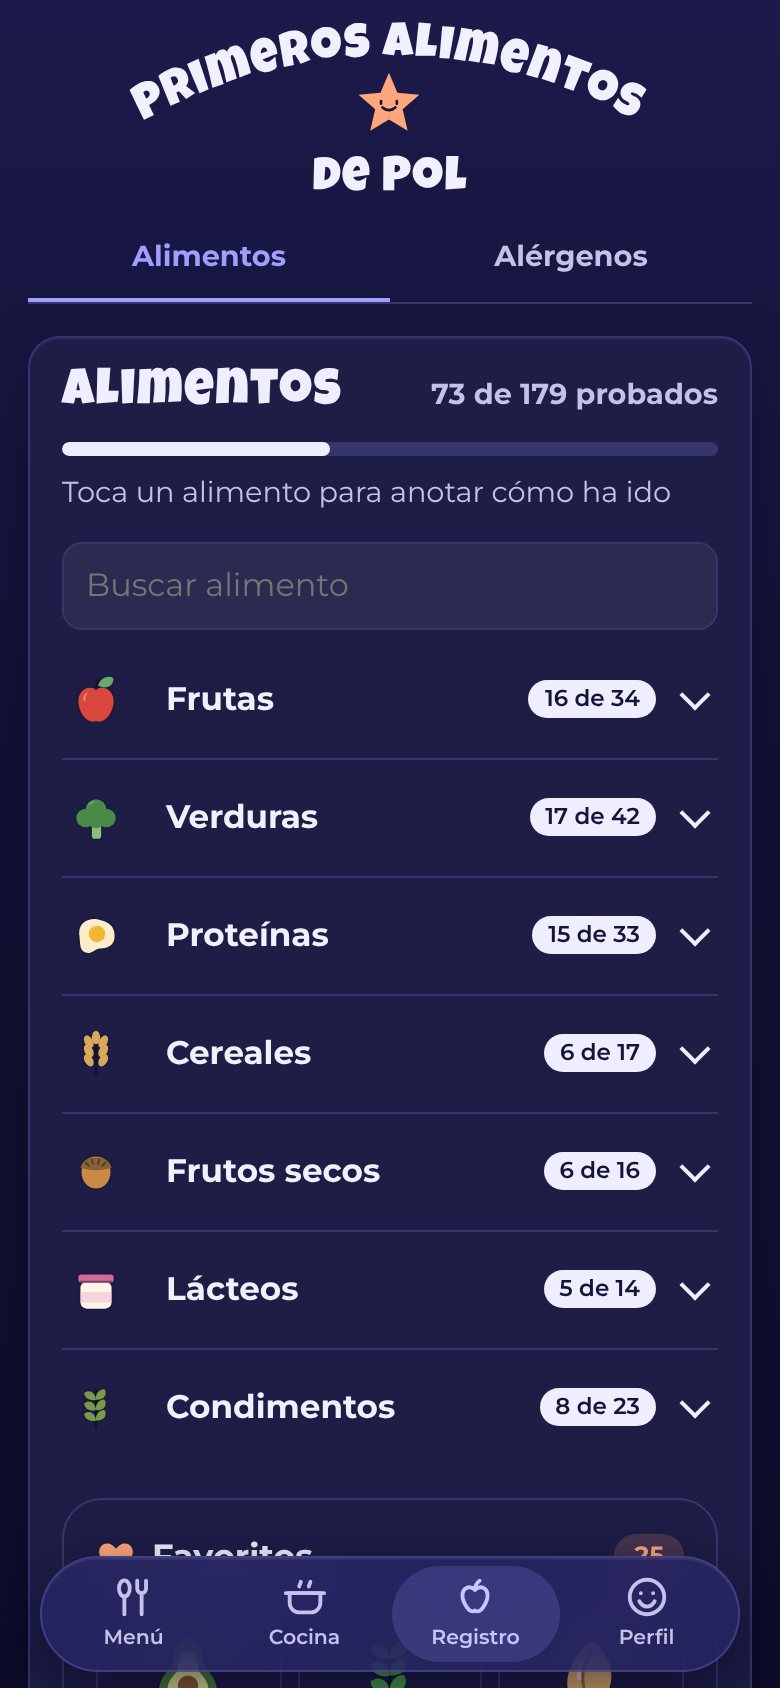 PRIMEROS ALIMENTOS
DE POL
Alimentos
Alérgenos
ALIMENTOS
73 de 179 probados
Toca un alimento para anotar cómo ha ido
Buscar alimento
Frutas
16 de 34
Verduras
17 de 42
Proteínas
15 de 33
Cereales
6 de 17
Frutos secos
6 de 16
Lácteos
5 de 14
Condimentos
8 de 23
Favoritos
25
Menú
Cocina
Registro
Perfil